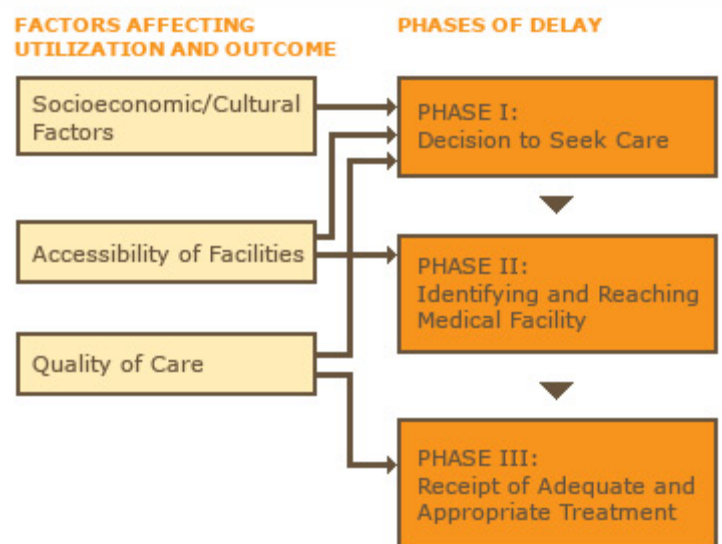 FACTORS AFFECTING
UTILIZATION AND OUTCOME
Socioeconomic/Cultural
Factors
Accessibility of Facilities
Quality of Care
PHASES OF DELAY
PHASE I:
Decision to Seek Care
PHASE II:
Identifying and Reaching
Medical Facility
PHASE III:
Receipt of Adequate and
Appropriate Treatment